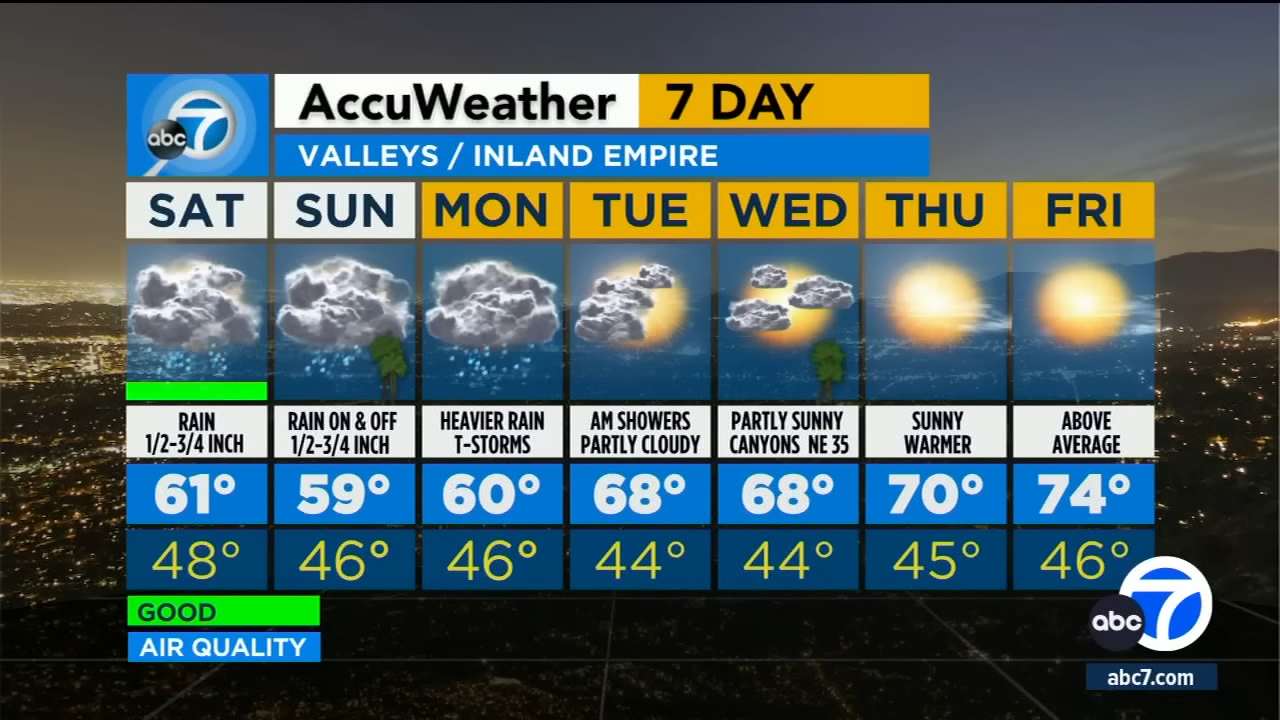 abc 7
AccuWeather 7 DAY
VALLEYS / INLAND EMPIRE
SAT SUN MON TUE WED THU FRI
RAIN RAIN ON & OFF HEAVIER RAIN AM SHOWERS PARTLY SUNNY SUNNY ABOVE
1/2-3/4 INCH 1/2-3/4 INCH T-STORMS PARTLY CLOUDY CANYONS NE 35 WARMER AVERAGE
61° 59° 60° 68° 68° 70° 74°
48° 46° 46° 44° 44° 45° 46°
GOOD
AIR QUALITY
abc 7
abc7.com